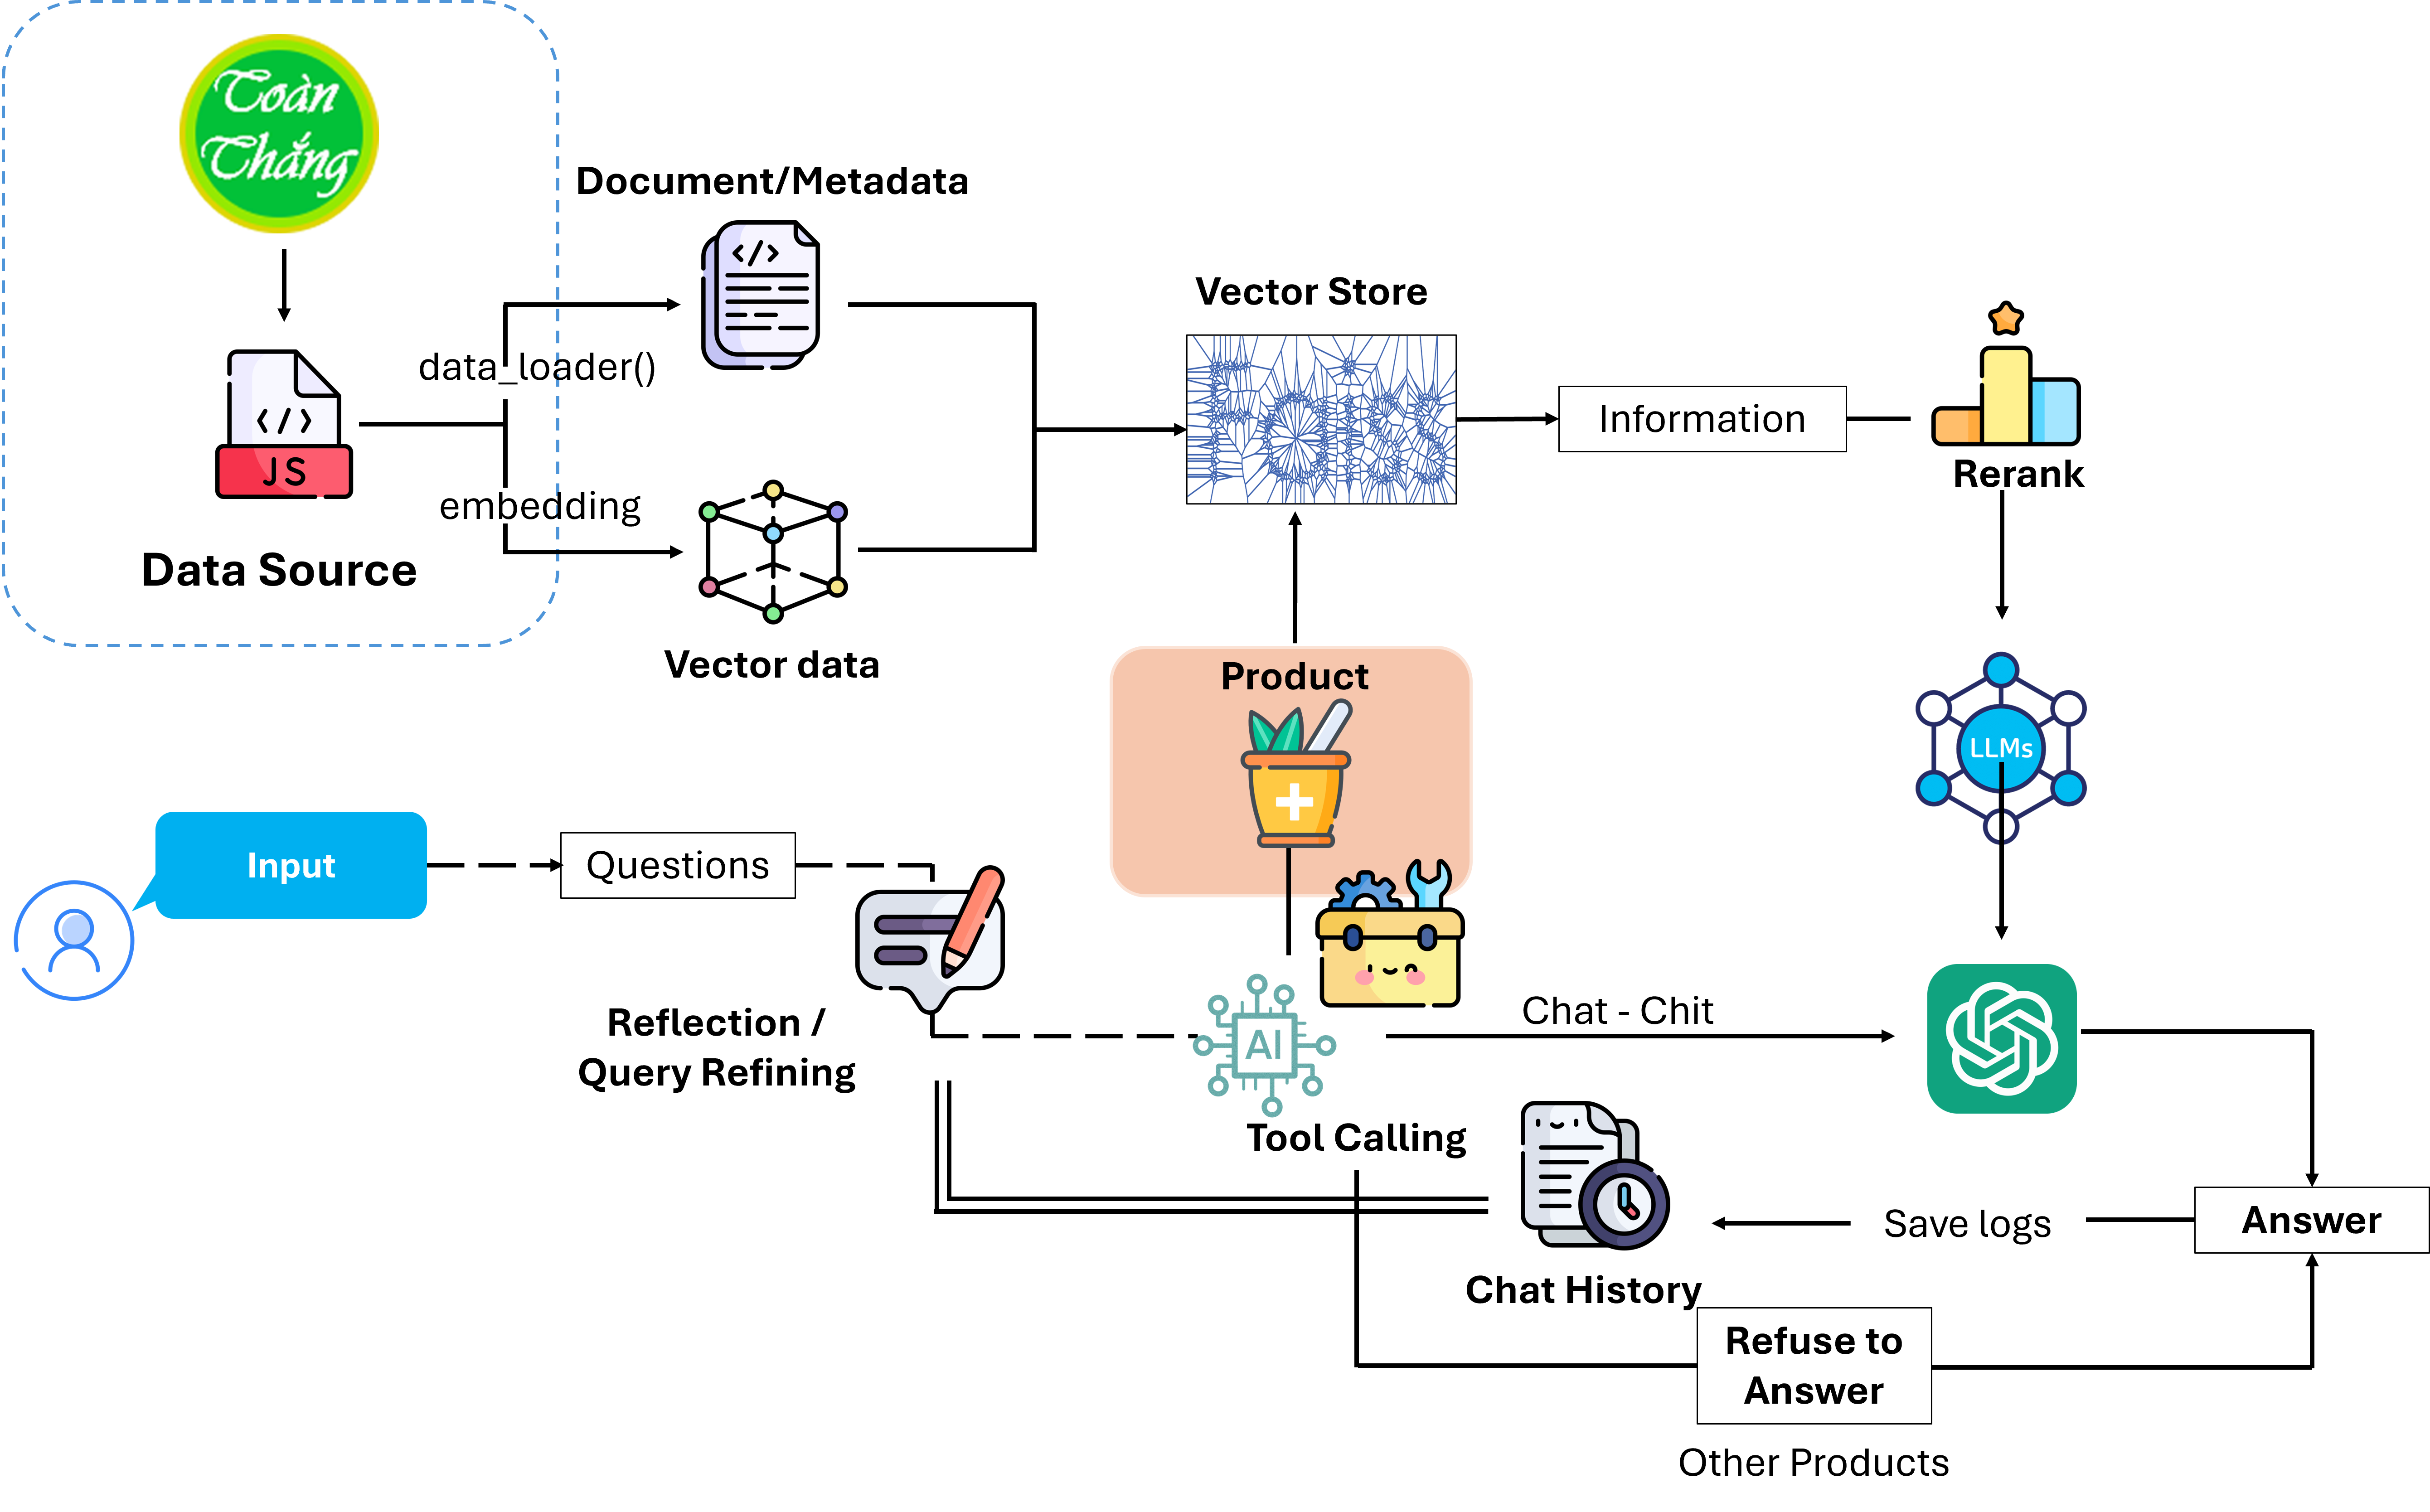 Toàn
Thắng
Document/Metadata
</>
Vector Store
data_loader()
</>
JS
Information
Rerank
embedding
Data Source
Vector data
Product
LLMs
Input
Questions
Reflection /
Query Refining
AI
Chat - Chit
Tool Calling
Save logs
Answer
Chat History
Refuse to
Answer
Other Products